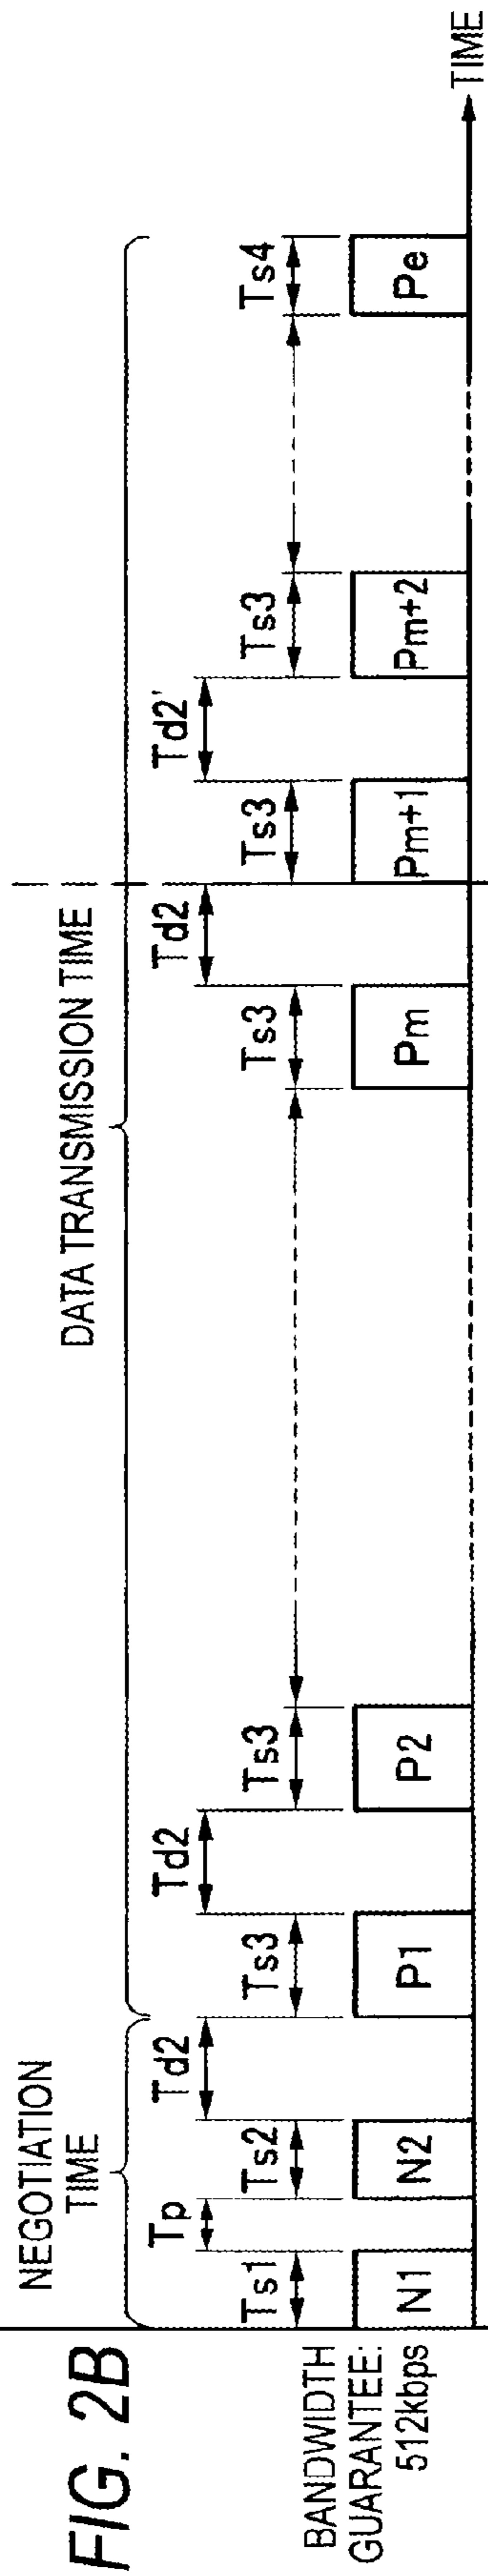 FIG. 2B
NEGOTIATION
TIME
DATA TRANSMISSION TIME
Tp
Td2
Td2
Td2
Td2'
Ts1
Ts2
Ts3
Ts3
Ts3
Ts3
Ts3
Ts4
BANDWIDTH
GUARANTEE:
512kbps
N1
N2
P1
P2
Pm
Pm+1
Pm+2
Pe
TIME